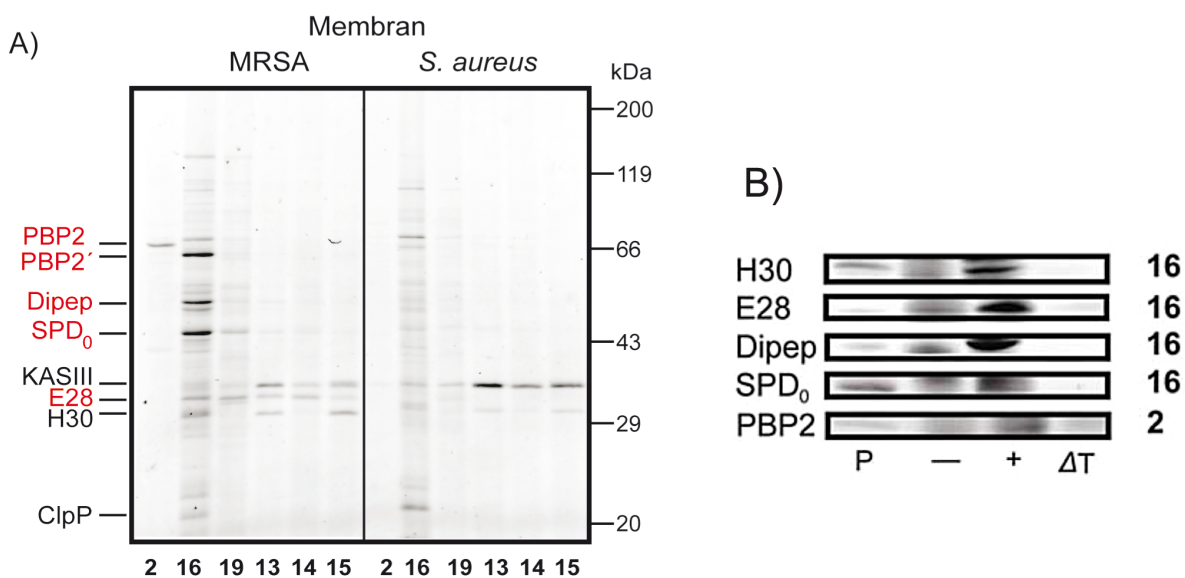 A)
Membran
MRSA
S. aureus
kDa
200
119
66
43
29
20
PBP2
PBP2´
Dipep
SPD₀
KASIII
E28
H30
ClpP
2 16 19 13 14 15 2 16 19 13 14 15
B)
H30 16
E28 16
Dipep 16
SPD₀ 16
PBP2 2
P — + ΔT